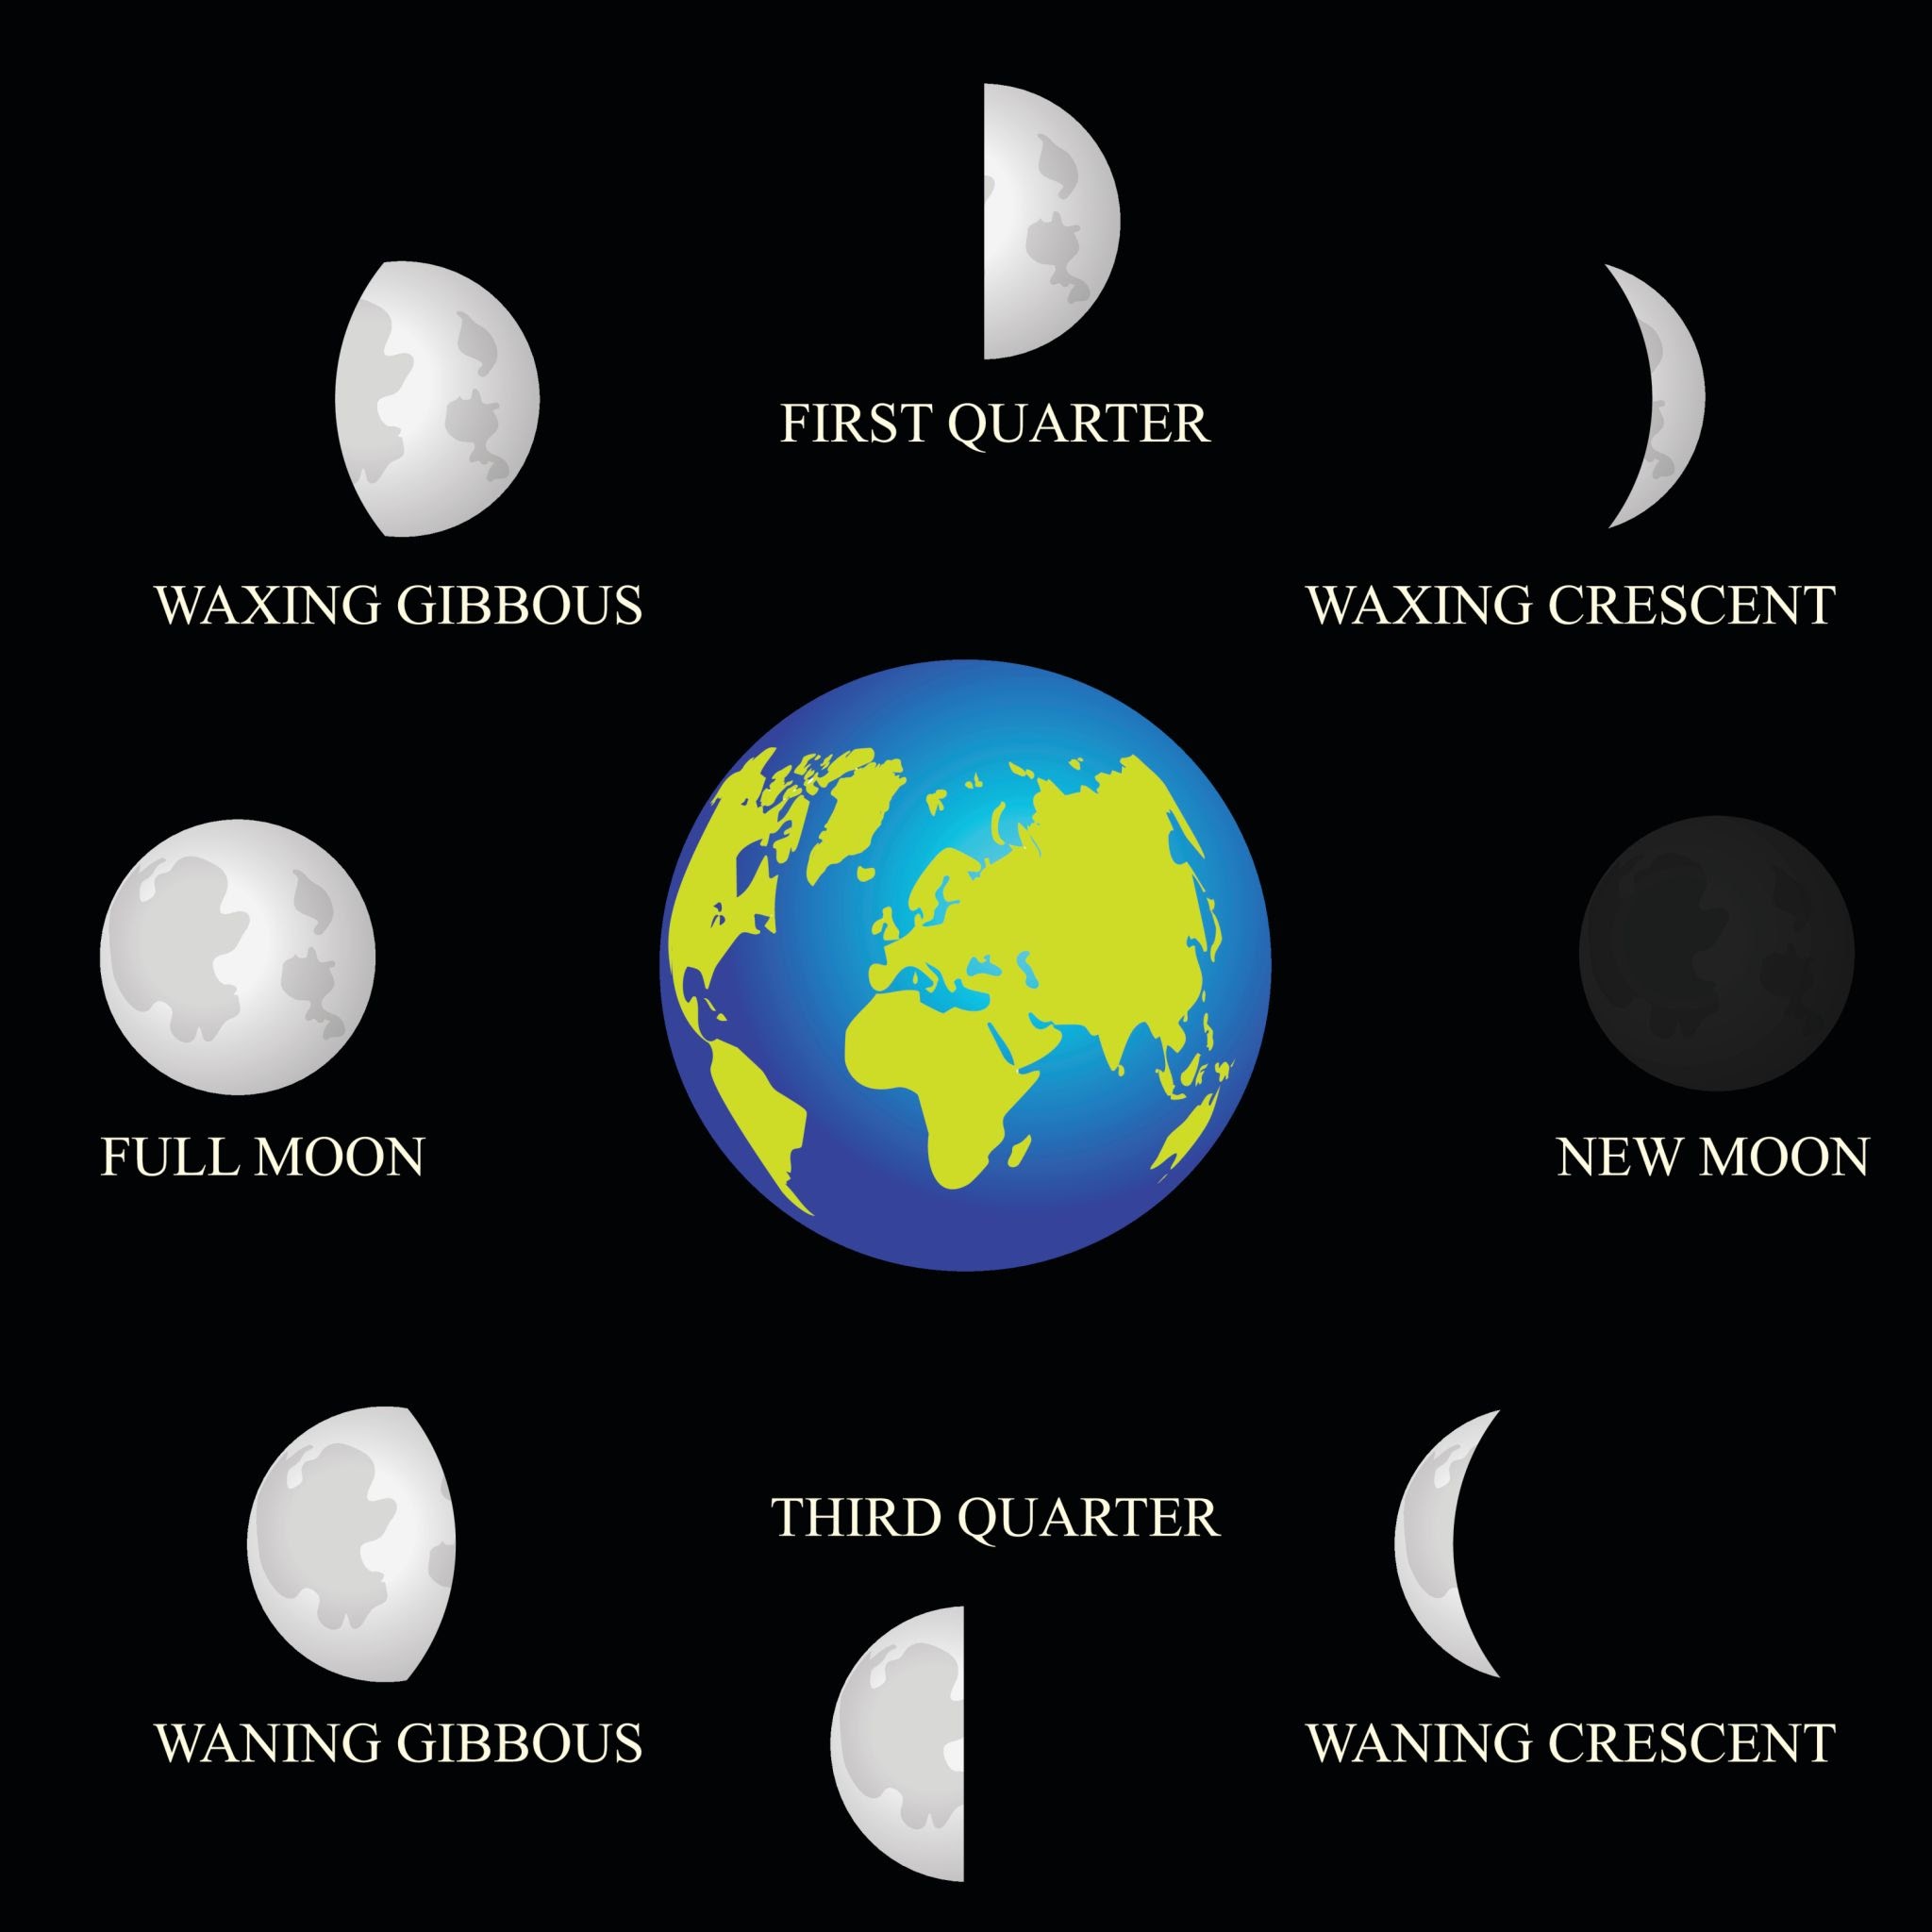 FIRST QUARTER
WAXING GIBBOUS
WAXING CRESCENT
FULL MOON
NEW MOON
THIRD QUARTER
WANING GIBBOUS
WANING CRESCENT